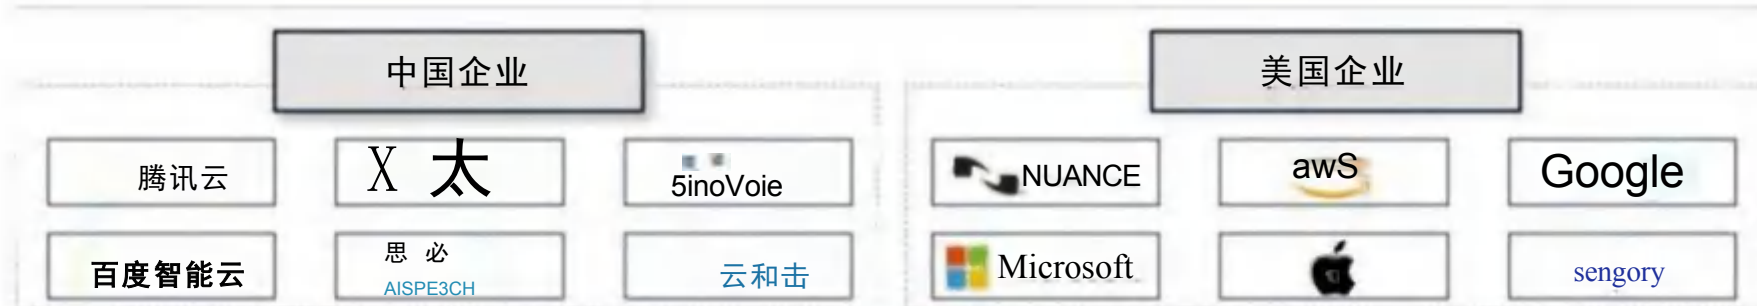 中国企业
美国企业
腾讯云
X 太
5inoVoie
NUANCE
awS
Google
百度智能云
思 必
AISPE3CH
云和击
Microsoft
sengory